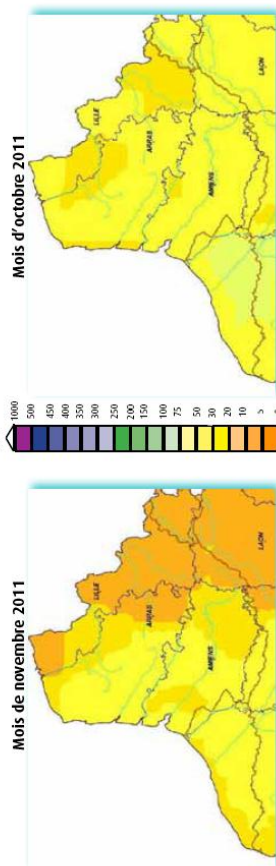 Mois d'octobre 2011
LILLE
ARRAS
AMIENS
LAON
1000
500
450
400
350
300
250
200
150
100
75
50
30
20
10
5
Mois de novembre 2011
LILLE
ARRAS
AMIENS
LAON